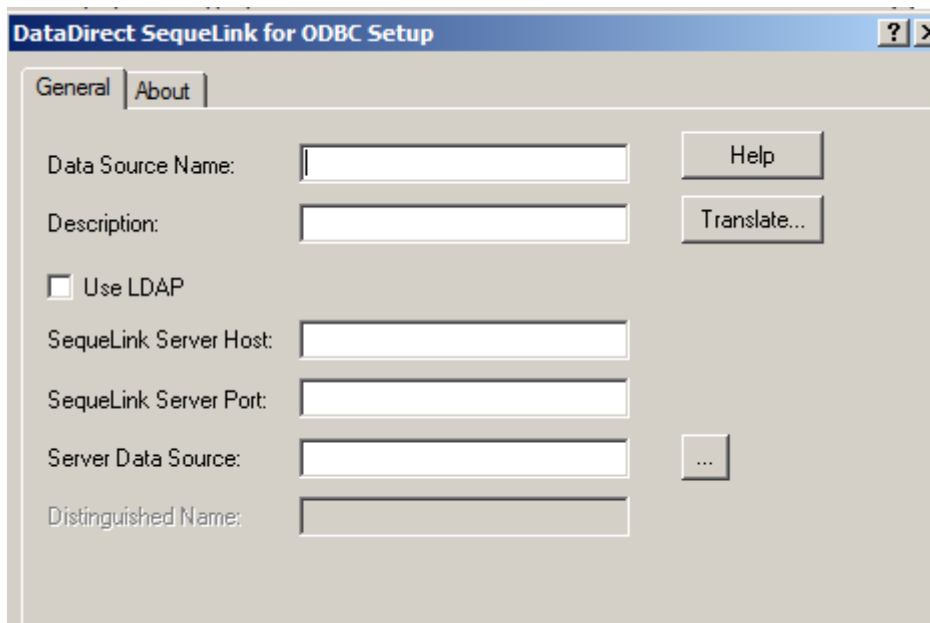 DataDirect SequeLink for ODBC Setup
General About
Data Source Name: Help
Description: Translate...
Use LDAP
SequeLink Server Host:
SequeLink Server Port:
Server Data Source: ...
Distinguished Name: